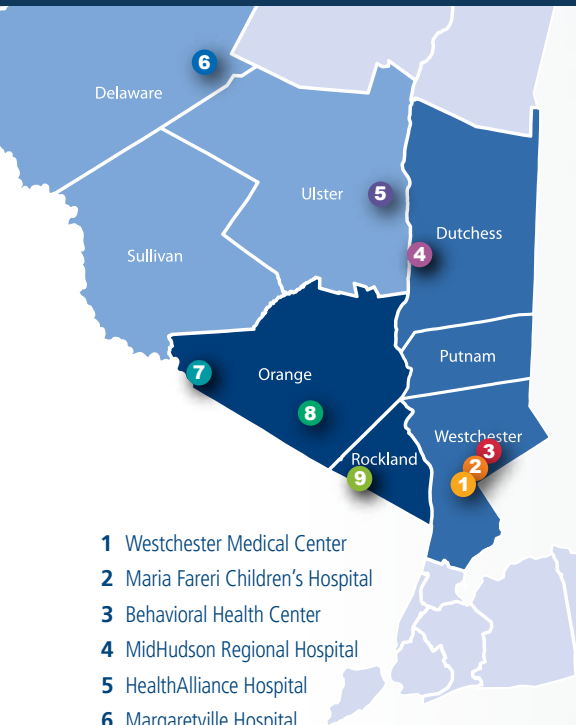 6
Delaware
Ulster
5
Dutchess
4
Sullivan
Putnam
7
Orange
8
Westchester
3
Rockland
2
9
1
1 Westchester Medical Center
2 Maria Fareri Children's Hospital
3 Behavioral Health Center
4 MidHudson Regional Hospital
5 HealthAlliance Hospital
6 Margaretville Hospital